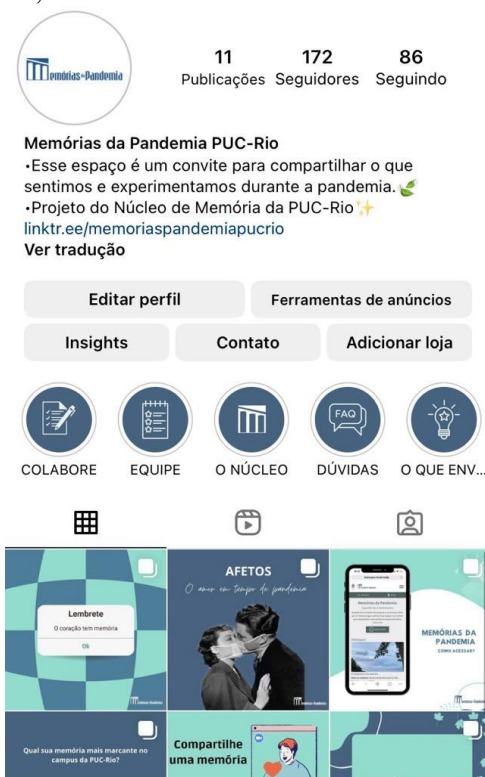 Memórias da Pandemia
11 172 86
Publicações Seguidores Seguindo
Memórias da Pandemia PUC-Rio
•Esse espaço é um convite para compartilhar o que
sentimos e experimentamos durante a pandemia.🍃
•Projeto do Núcleo de Memória da PUC-Rio✨
linktr.ee/memoriaspandemiapucrio
Ver tradução
Editar perfil Ferramentas de anúncios
Insights Contato Adicionar loja
FAQ
COLABORE EQUIPE O NÚCLEO DÚVIDAS O QUE ENV...
Lembrete
O coração tem memória
Ok
AFETOS
O amor em tempo de pandemia
Memórias da Pandemia
MEMÓRIAS DA
PANDEMIA
COMO ACESSAR?
Qual sua memória mais marcante no
campus da PUC-Rio?
Compartilhe
uma memória